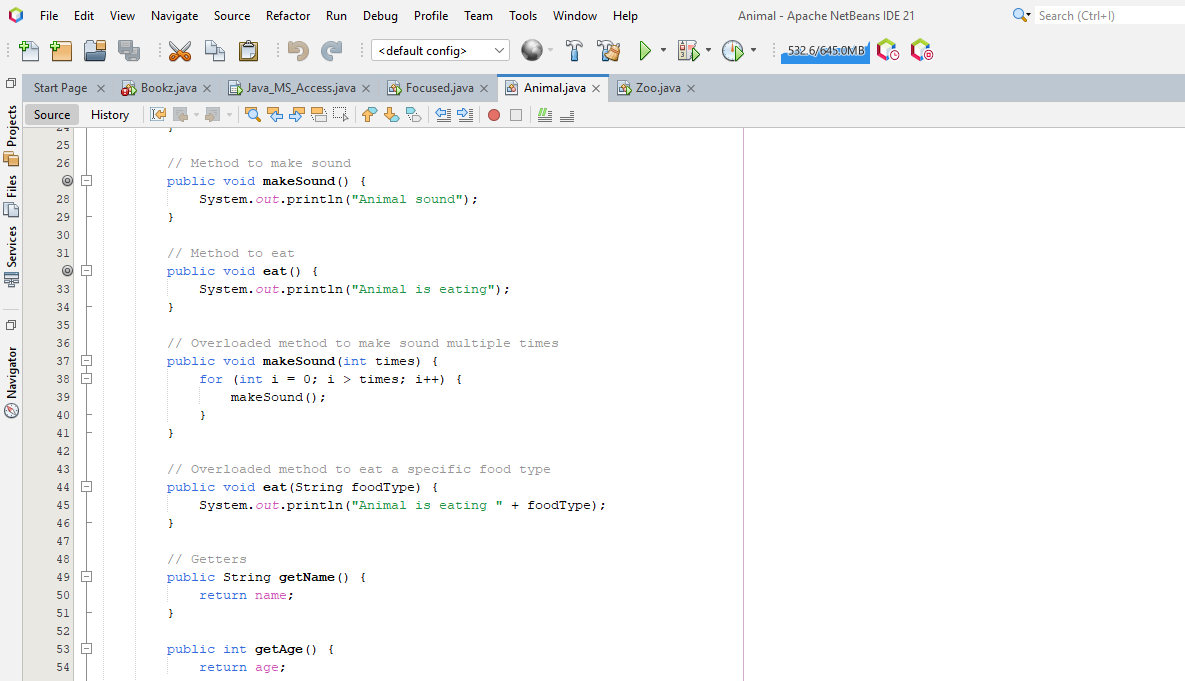 File Edit View Navigate Source Refactor Run Debug Profile Team Tools Window Help Animal - Apache NetBeans IDE 21 Search (Ctrl+I)
<default config> 532.6/645.0MB
Start Page Bookz.java Java_MS_Access.java Focused.java Animal.java Zoo.java
Source History
Projects
Files
Services
Navigator
24 }
25
26 // Method to make sound
public void makeSound() {
28 System.out.println("Animal sound");
29 }
30
31 // Method to eat
public void eat() {
33 System.out.println("Animal is eating");
34 }
35
36 // Overloaded method to make sound multiple times
37 public void makeSound(int times) {
38 for (int i = 0; i > times; i++) {
39 makeSound();
40 }
41 }
42
43 // Overloaded method to eat a specific food type
44 public void eat(String foodType) {
45 System.out.println("Animal is eating " + foodType);
46 }
47
48 // Getters
49 public String getName() {
50 return name;
51 }
52
53 public int getAge() {
54 return age;